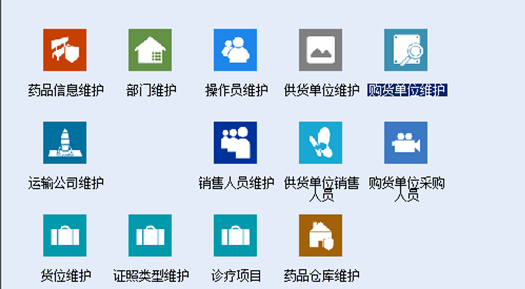 药品信息维护 部门维护 操作员维护 供货单位维护 购货单位维护
运输公司维护 销售人员维护 供货单位销售人员 购货单位采购人员
货位维护 证照类型维护 诊疗项目 药品仓库维护